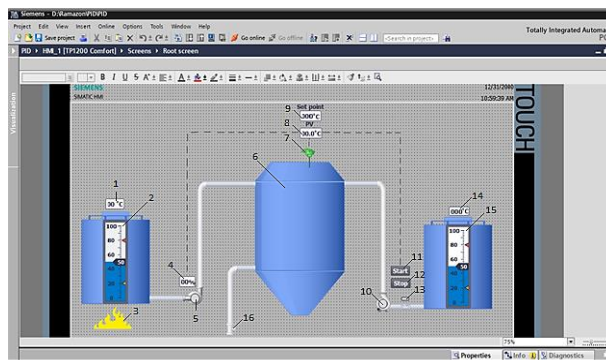 Siemens - D:\Ramazon\PID\PID
Project Edit View Insert Online Options Tools Window Help
Totally Integrated Automa
Save project Go online Go offline <Search in project>
PID ▸ HMI_1 [TP1200 Comfort] ▸ Screens ▸ Root screen
B I U S
Visualization
SIEMENS
SIMATIC HMI
12/31/2000
10:59:39 AM
TOUCH
Set point
9
PV
8
7
6
1
30 °C
2
100
80
60
50
40
20
0
3
4
00%
5
16
10
11
Start
12
Stop
13
14
000°C
15
100
80
60
50
40
20
0
75%
Properties Info Diagnostics